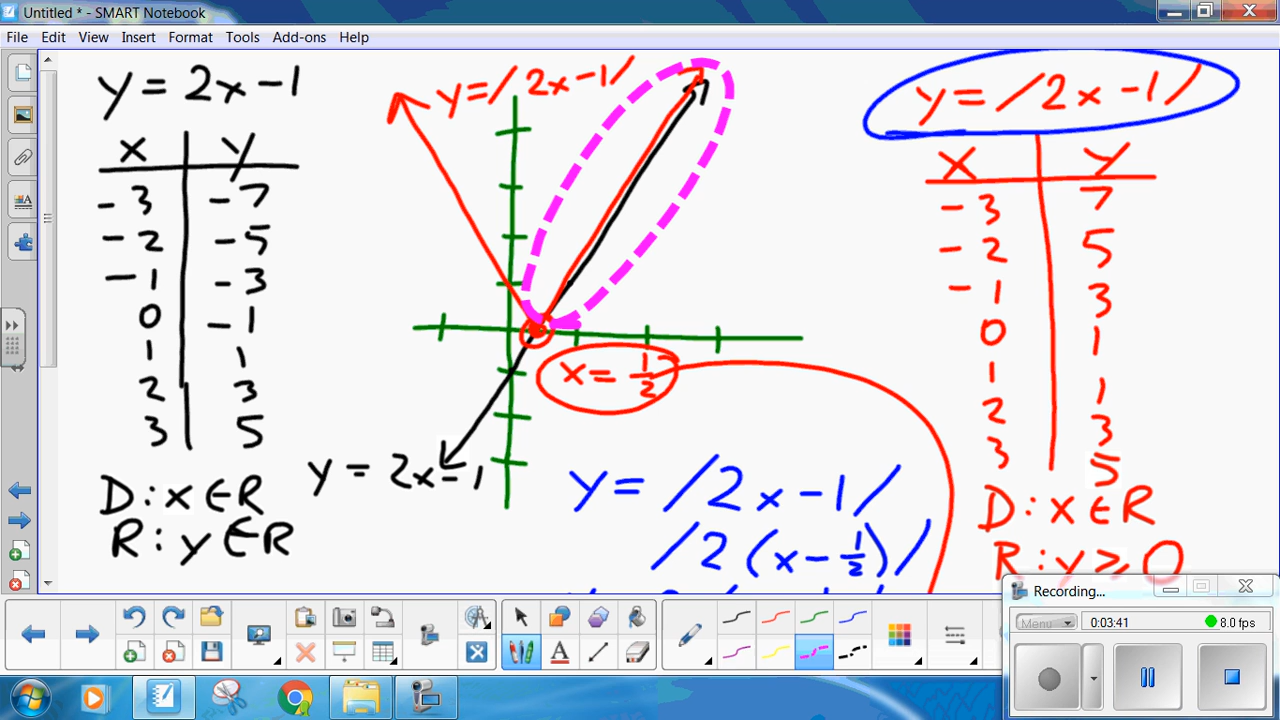 Untitled * - SMART Notebook
File Edit View Insert Format Tools Add-ons Help
y = 2x -1
x y
-3 -7
-2 -5
-1 -3
0 -1
1 1
2 3
3 5
D: x ∈ R
R: y ∈ R
y = /2x -1/
x = 1/2
y = 2x -1
y = /2x -1/
/2(x - 1/2)/
y = /2x -1/
x y
-3 7
-2 5
-1 3
0 1
1 1
2 3
3 5
D: x ∈ R
R: y ≥ 0
Recording...
Menu 0:03:41 8.0 fps
A